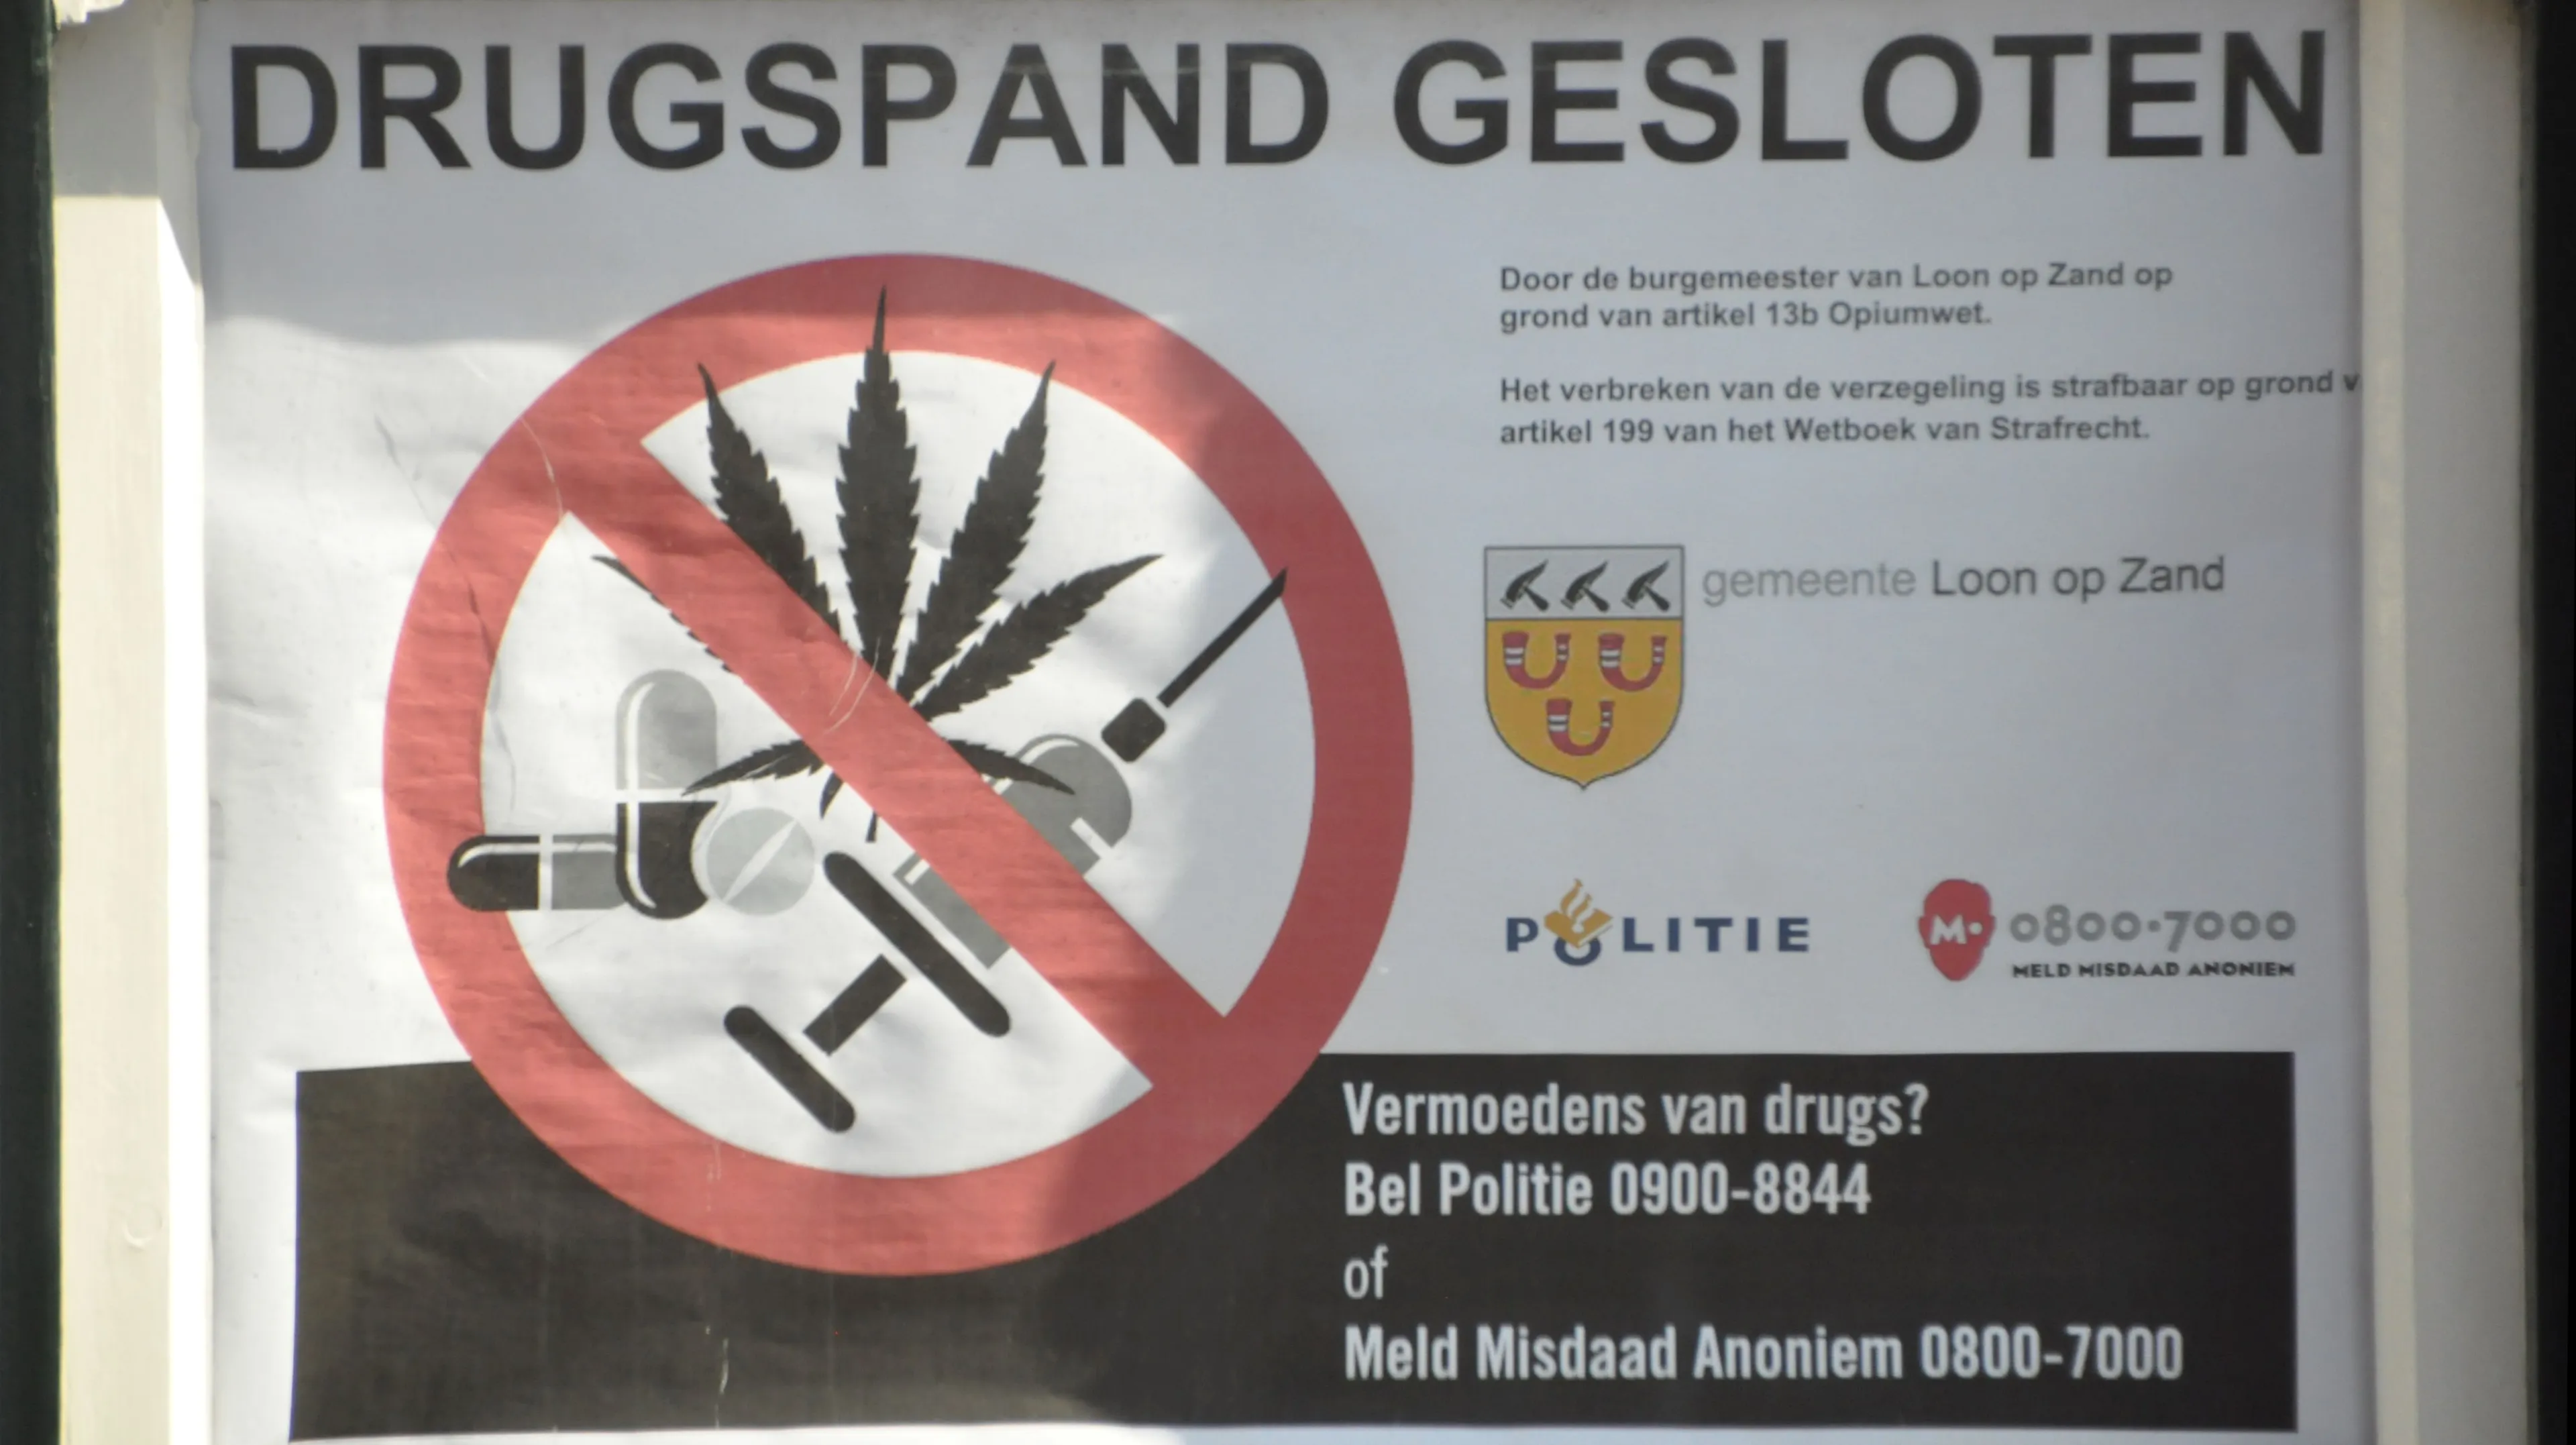 DRUGSPAND GESLOTEN
Door de burgemeester van Loon op Zand op
grond van artikel 13b Opiumwet.
Het verbreken van de verzegeling is strafbaar op grond v
artikel 199 van het Wetboek van Strafrecht.
gemeente Loon op Zand
POLITIE
M. 0800-7000
MELD MISDAAD ANONIEM
Vermoedens van drugs?
Bel Politie 0900-8844
of
Meld Misdaad Anoniem 0800-7000